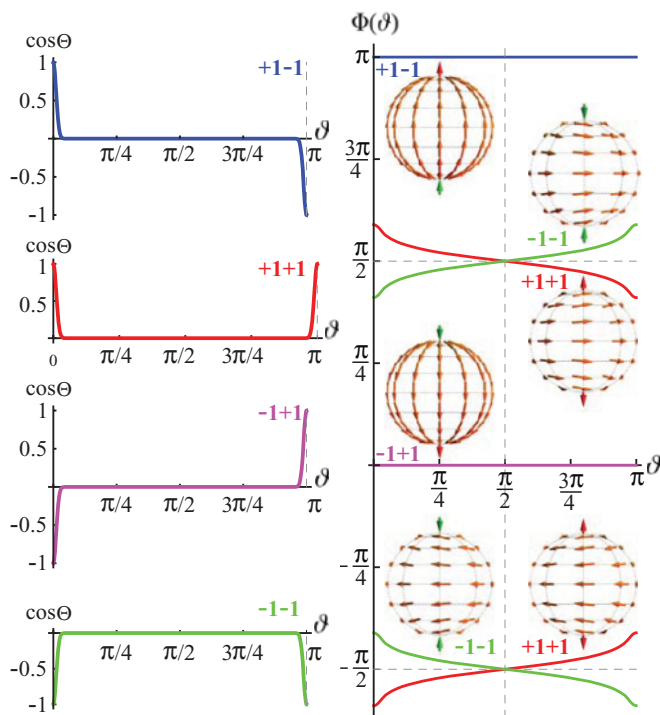 cosΘ
1
0.5
-0.5
-1
π/4
π/2
3π/4
π
ϑ
+1−1
cosΘ
1
0.5
0
π/4
π/2
3π/4
π
ϑ
+1+1
cosΘ
1
0.5
-0.5
-1
π/4
π/2
3π/4
π
ϑ
-1+1
cosΘ
-0.5
-1
π/4
π/2
3π/4
π
ϑ
-1-1
Φ(ϑ)
π
+1−1
3π/4
-1-1
π/2
+1+1
π/4
-1+1
π/4
π/2
3π/4
π
ϑ
-π/4
-1-1
+1+1
-π/2